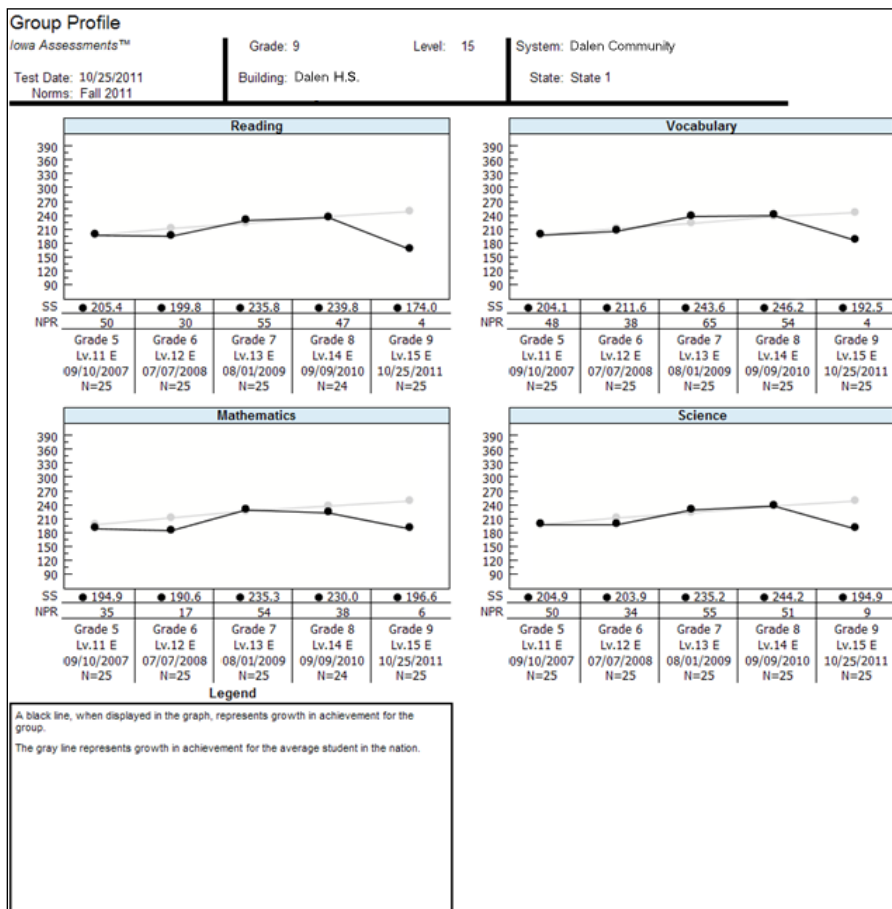 Group Profile
Iowa Assessments™
Grade: 9 Level: 15 System: Dalen Community
Test Date: 10/25/2011 Building: Dalen H.S. State: State 1
Norms: Fall 2011
Reading
390
360
330
300
270
240
210
180
150
120
90
SS ● 205.4 ● 199.8 ● 235.8 ● 239.8 ● 174.0
NPR 50 30 55 47 4
Grade 5 Grade 6 Grade 7 Grade 8 Grade 9
Lv.11 E Lv.12 E Lv.13 E Lv.14 E Lv.15 E
09/10/2007 07/07/2008 08/01/2009 09/09/2010 10/25/2011
N=25 N=25 N=25 N=24 N=25
Vocabulary
390
360
330
300
270
240
210
180
150
120
90
SS ● 204.1 ● 211.6 ● 243.6 ● 246.2 ● 192.5
NPR 48 38 65 54 4
Grade 5 Grade 6 Grade 7 Grade 8 Grade 9
Lv.11 E Lv.12 E Lv.13 E Lv.14 E Lv.15 E
09/10/2007 07/07/2008 08/01/2009 09/09/2010 10/25/2011
N=25 N=25 N=25 N=25 N=25
Mathematics
390
360
330
300
270
240
210
180
150
120
90
SS ● 194.9 ● 190.6 ● 235.3 ● 230.0 ● 196.6
NPR 35 17 54 38 6
Grade 5 Grade 6 Grade 7 Grade 8 Grade 9
Lv.11 E Lv.12 E Lv.13 E Lv.14 E Lv.15 E
09/10/2007 07/07/2008 08/01/2009 09/09/2010 10/25/2011
N=25 N=25 N=25 N=24 N=25
Science
390
360
330
300
270
240
210
180
150
120
90
SS ● 204.9 ● 203.9 ● 235.2 ● 244.2 ● 194.9
NPR 50 34 55 51 9
Grade 5 Grade 6 Grade 7 Grade 8 Grade 9
Lv.11 E Lv.12 E Lv.13 E Lv.14 E Lv.15 E
09/10/2007 07/07/2008 08/01/2009 09/09/2010 10/25/2011
N=25 N=25 N=25 N=25 N=25
Legend
A black line, when displayed in the graph, represents growth in achievement for the
group.
The gray line represents growth in achievement for the average student in the nation.